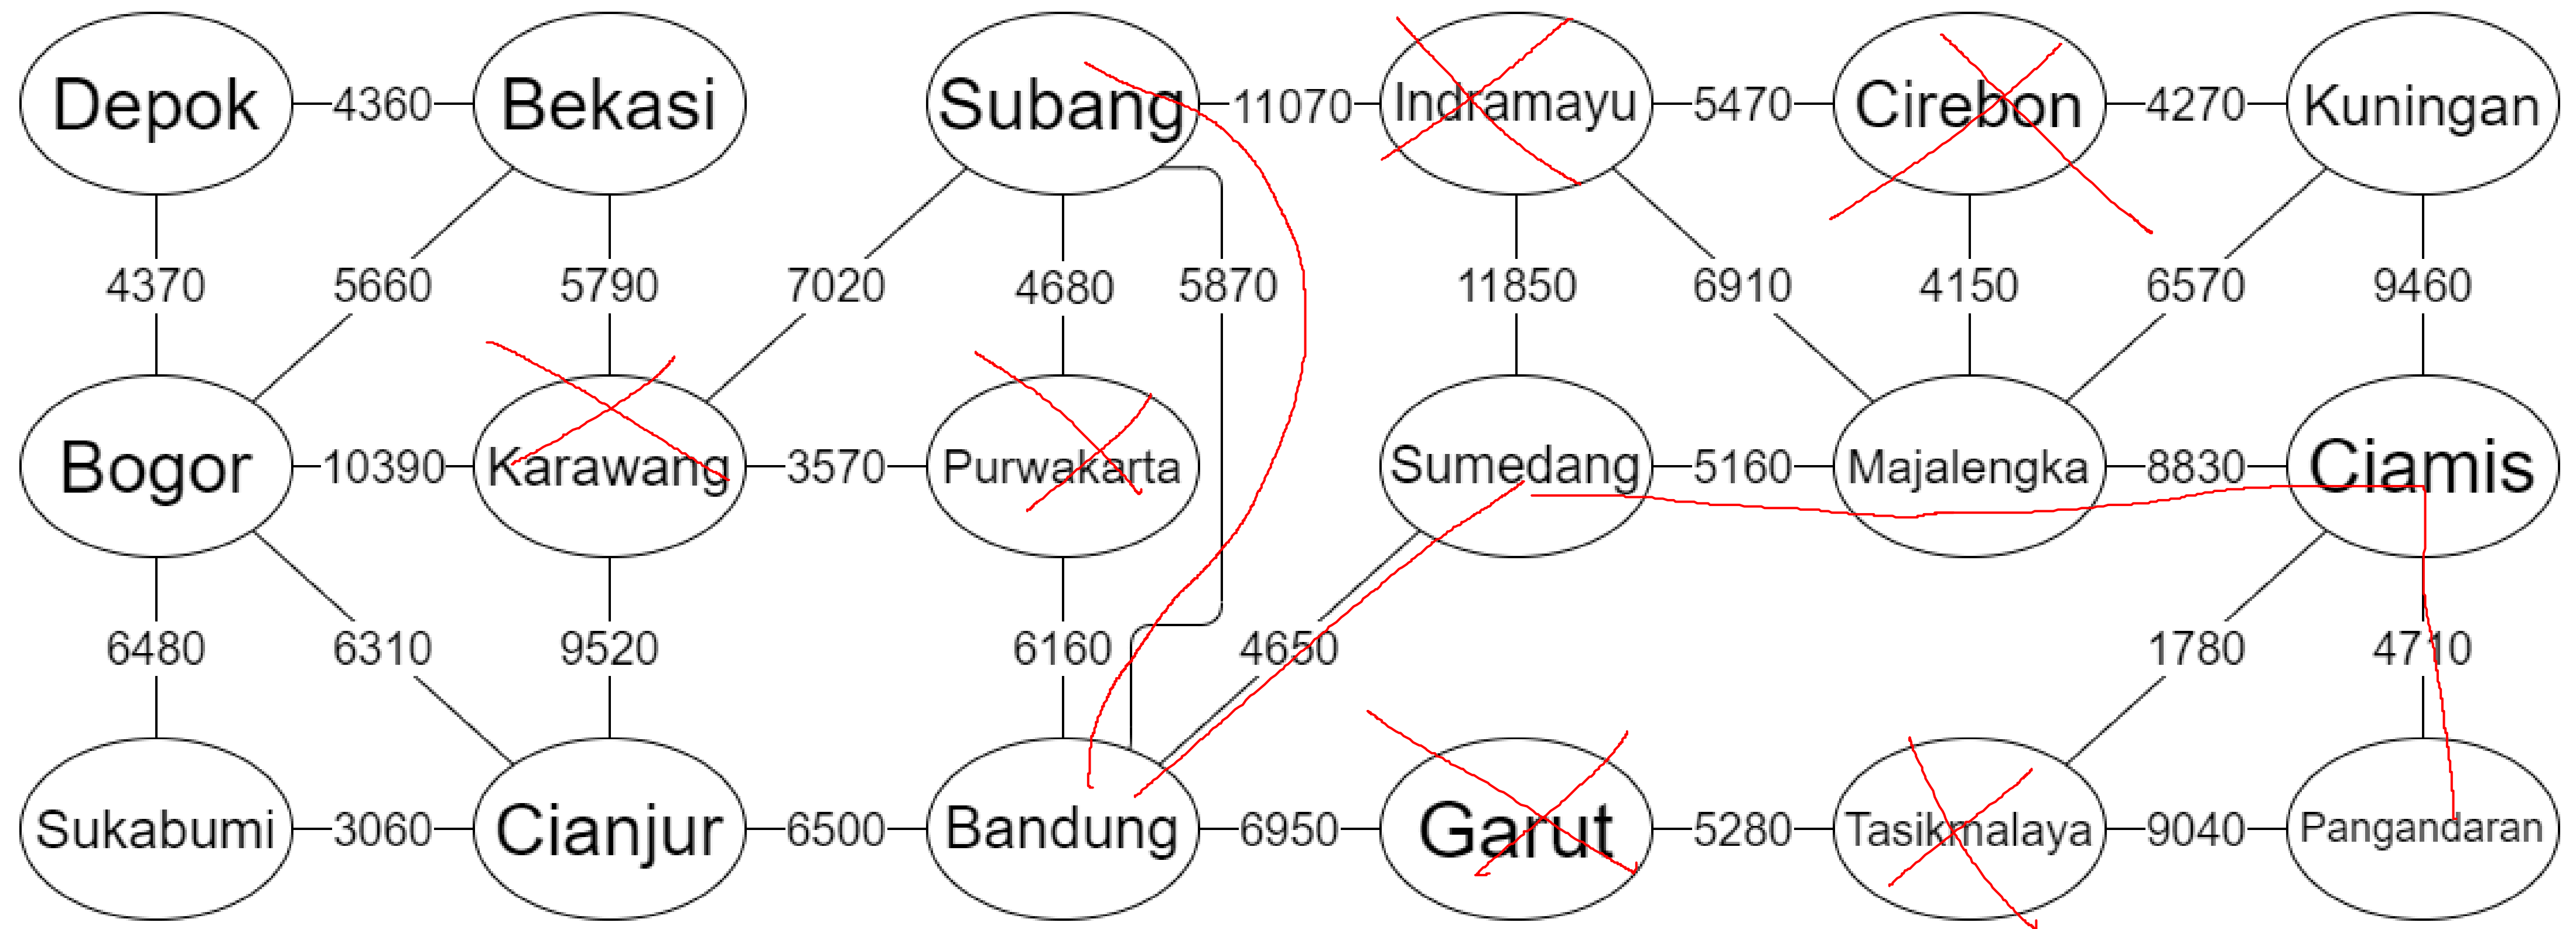 Depok 4360 Bekasi Subang 11070 Indramayu 5470 Cirebon 4270 Kuningan
4370 5660 5790 7020 4680 5870 11850 6910 4150 6570 9460
Bogor 10390 Karawang 3570 Purwakarta Sumedang 5160 Majalengka 8830 Ciamis
6480 6310 9520 6160 4650 1780 4710
Sukabumi 3060 Cianjur 6500 Bandung 6950 Garut 5280 Tasikmalaya 9040 Pangandaran